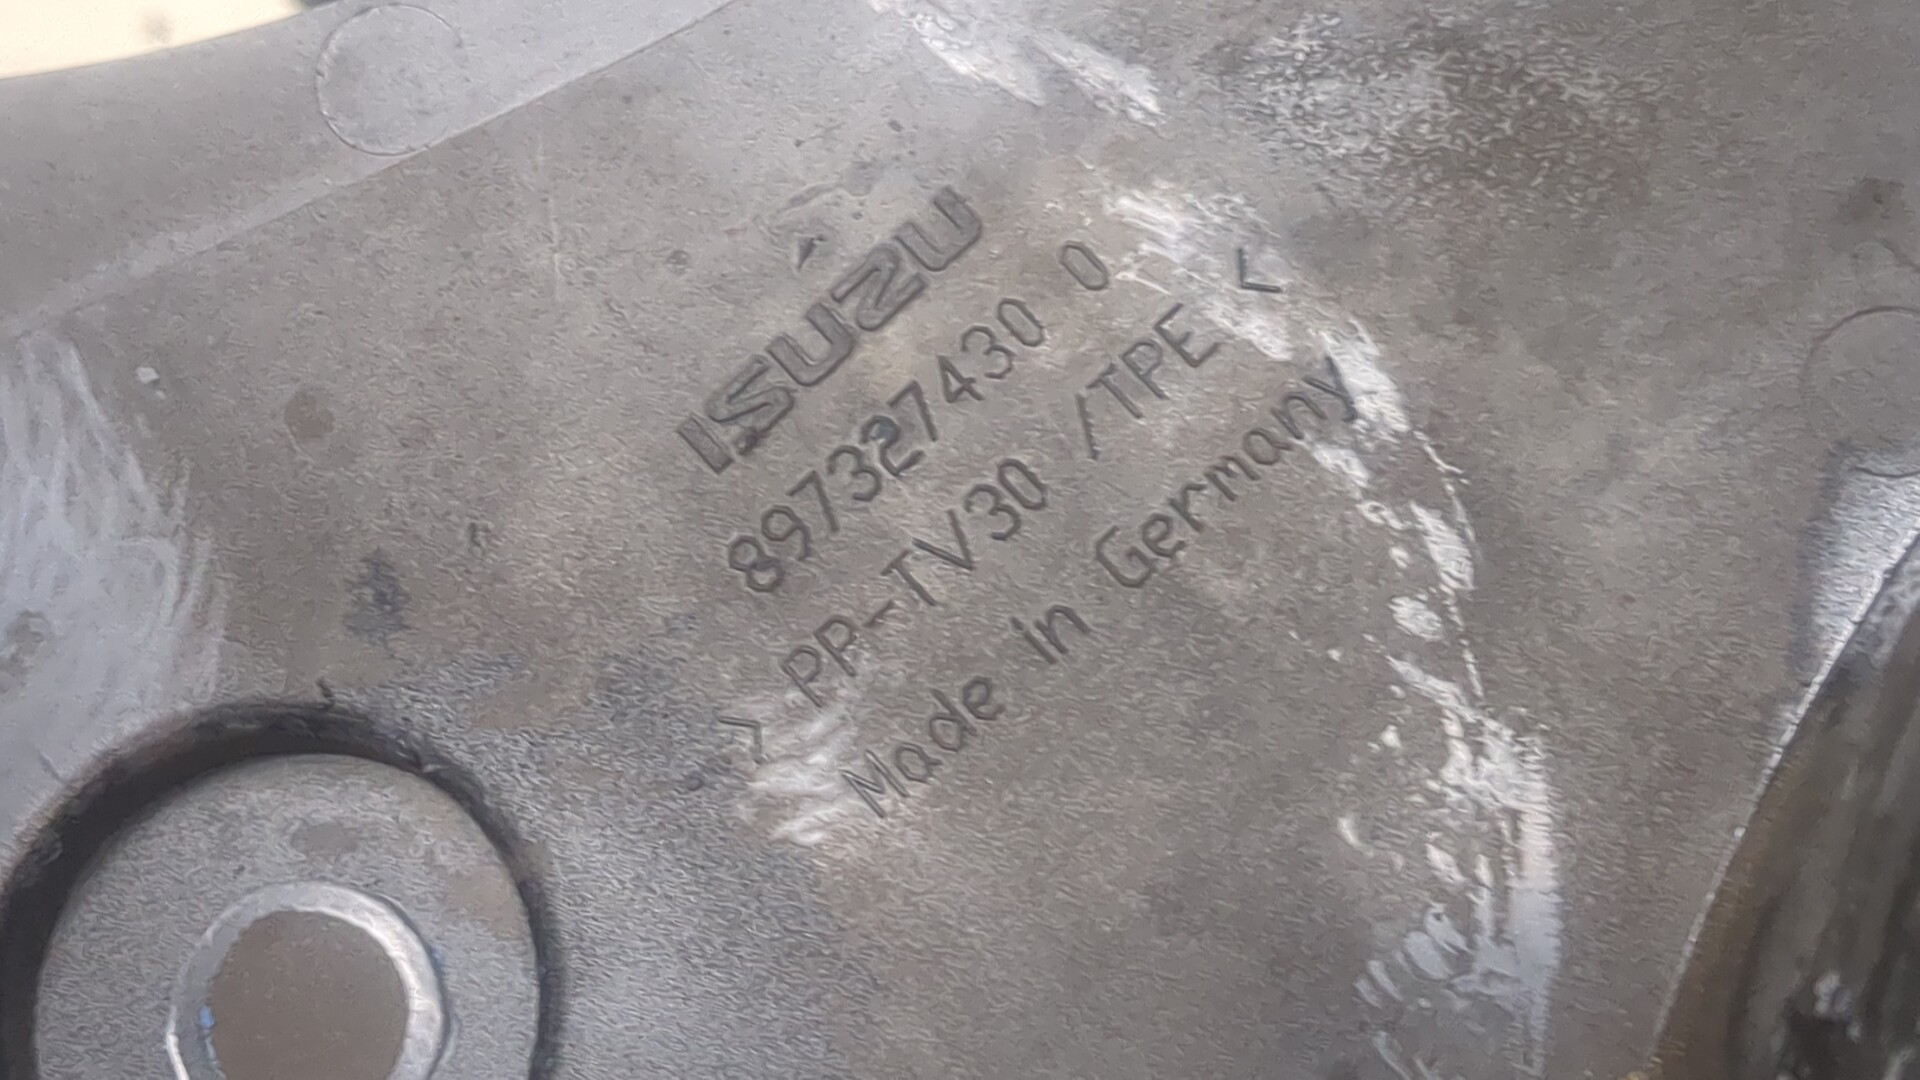 ISUZU
897327430 0
> PP-TV30 /TPE <
Made in Germany